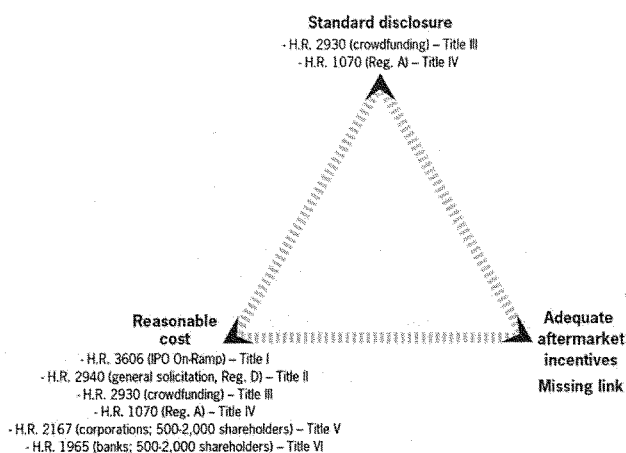 Standard disclosure
- H.R. 2930 (crowdfunding) – Title III
- H.R. 1070 (Reg. A) – Title IV
Reasonable
cost
- H.R. 3606 (IPO On-Ramp) – Title I
- H.R. 2940 (general solicitation, Reg. D) – Title II
- H.R. 2930 (crowdfunding) – Title III
- H.R. 1070 (Reg. A) – Title IV
- H.R. 2167 (corporations; 500-2,000 shareholders) – Title V
- H.R. 1965 (banks; 500-2,000 shareholders) – Title VI
Adequate
aftermarket
incentives
Missing link